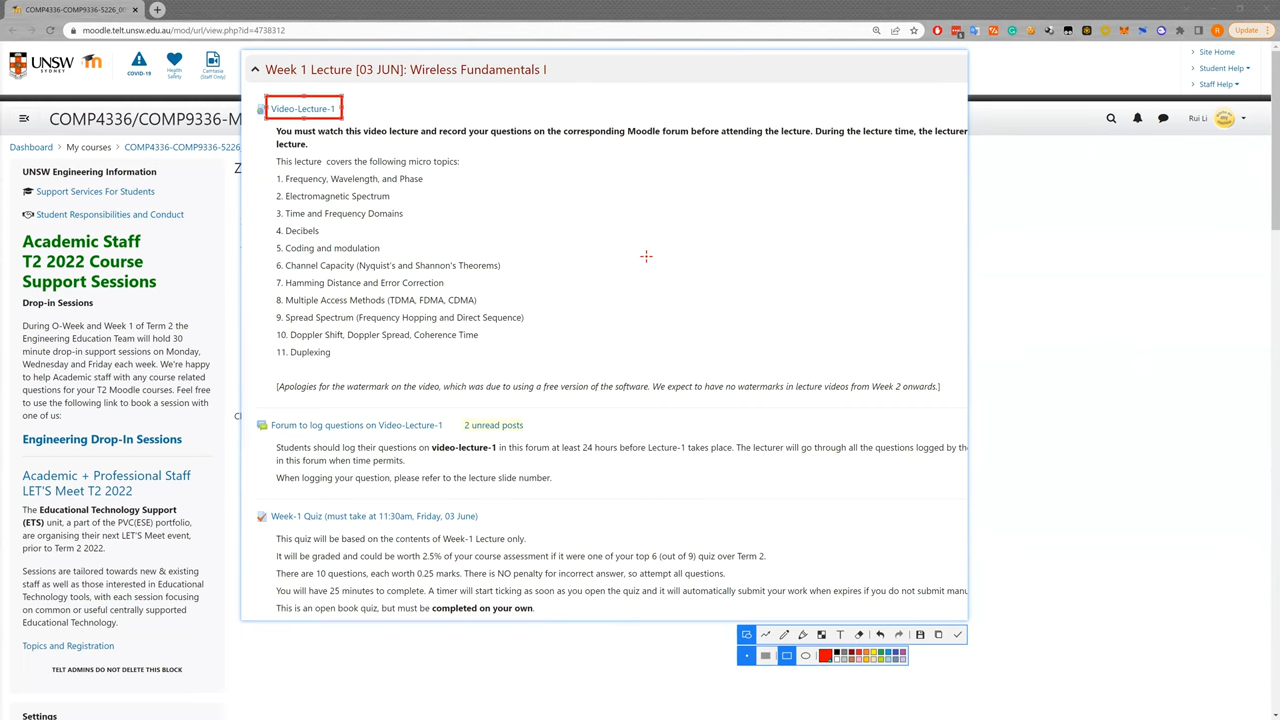 COMP4336-COMP9336-5226_00
moodle.telt.unsw.edu.au/mod/url/view.php?id=4738312
Update
UNSW
SYDNEY
COVID-19
Health
Safety
Camtasia
(Staff Only)
Site Home
Student Help
Staff Help
COMP4336/COMP9336-M
Rui Li
Dashboard
My courses
COMP4336-COMP9336-5226_
UNSW Engineering Information
Support Services For Students
Student Responsibilities and Conduct
Academic Staff
T2 2022 Course
Support Sessions
Drop-in Sessions
During O-Week and Week 1 of Term 2 the
Engineering Education Team will hold 30
minute drop-in support sessions on Monday,
Wednesday and Friday each week. We're happy
to help Academic staff with any course related
questions for your T2 Moodle courses. Feel free
to use the following link to book a session with
one of us:
Engineering Drop-In Sessions
Academic + Professional Staff
LET'S Meet T2 2022
The Educational Technology Support
(ETS) unit, a part of the PVC(ESE) portfolio,
are organising their next LET'S Meet event,
prior to Term 2 2022.
Sessions are tailored towards new & existing
staff as well as those interested in Educational
Technology tools, with each session focusing
on common or useful centrally supported
Educational Technology.
Topics and Registration
TELT ADMINS DO NOT DELETE THIS BLOCK
Settings
Week 1 Lecture [03 JUN]: Wireless Fundamentals I
Video-Lecture-1
You must watch this video lecture and record your questions on the corresponding Moodle forum before attending the lecture. During the lecture time, the lecturer
lecture.
This lecture covers the following micro topics:
1. Frequency, Wavelength, and Phase
2. Electromagnetic Spectrum
3. Time and Frequency Domains
4. Decibels
5. Coding and modulation
6. Channel Capacity (Nyquist's and Shannon's Theorems)
7. Hamming Distance and Error Correction
8. Multiple Access Methods (TDMA, FDMA, CDMA)
9. Spread Spectrum (Frequency Hopping and Direct Sequence)
10. Doppler Shift, Doppler Spread, Coherence Time
11. Duplexing
[Apologies for the watermark on the video, which was due to using a free version of the software. We expect to have no watermarks in lecture videos from Week 2 onwards.]
Forum to log questions on Video-Lecture-1 2 unread posts
Students should log their questions on video-lecture-1 in this forum at least 24 hours before Lecture-1 takes place. The lecturer will go through all the questions logged by the
in this forum when time permits.
When logging your question, please refer to the lecture slide number.
Week-1 Quiz (must take at 11:30am, Friday, 03 June)
This quiz will be based on the contents of Week-1 Lecture only.
It will be graded and could be worth 2.5% of your course assessment if it were one of your top 6 (out of 9) quiz over Term 2.
There are 10 questions, each worth 0.25 marks. There is NO penalty for incorrect answer, so attempt all questions.
You will have 25 minutes to complete. A timer will start ticking as soon as you open the quiz and it will automatically submit your work when expires if you do not submit manu
This is an open book quiz, but must be completed on your own.